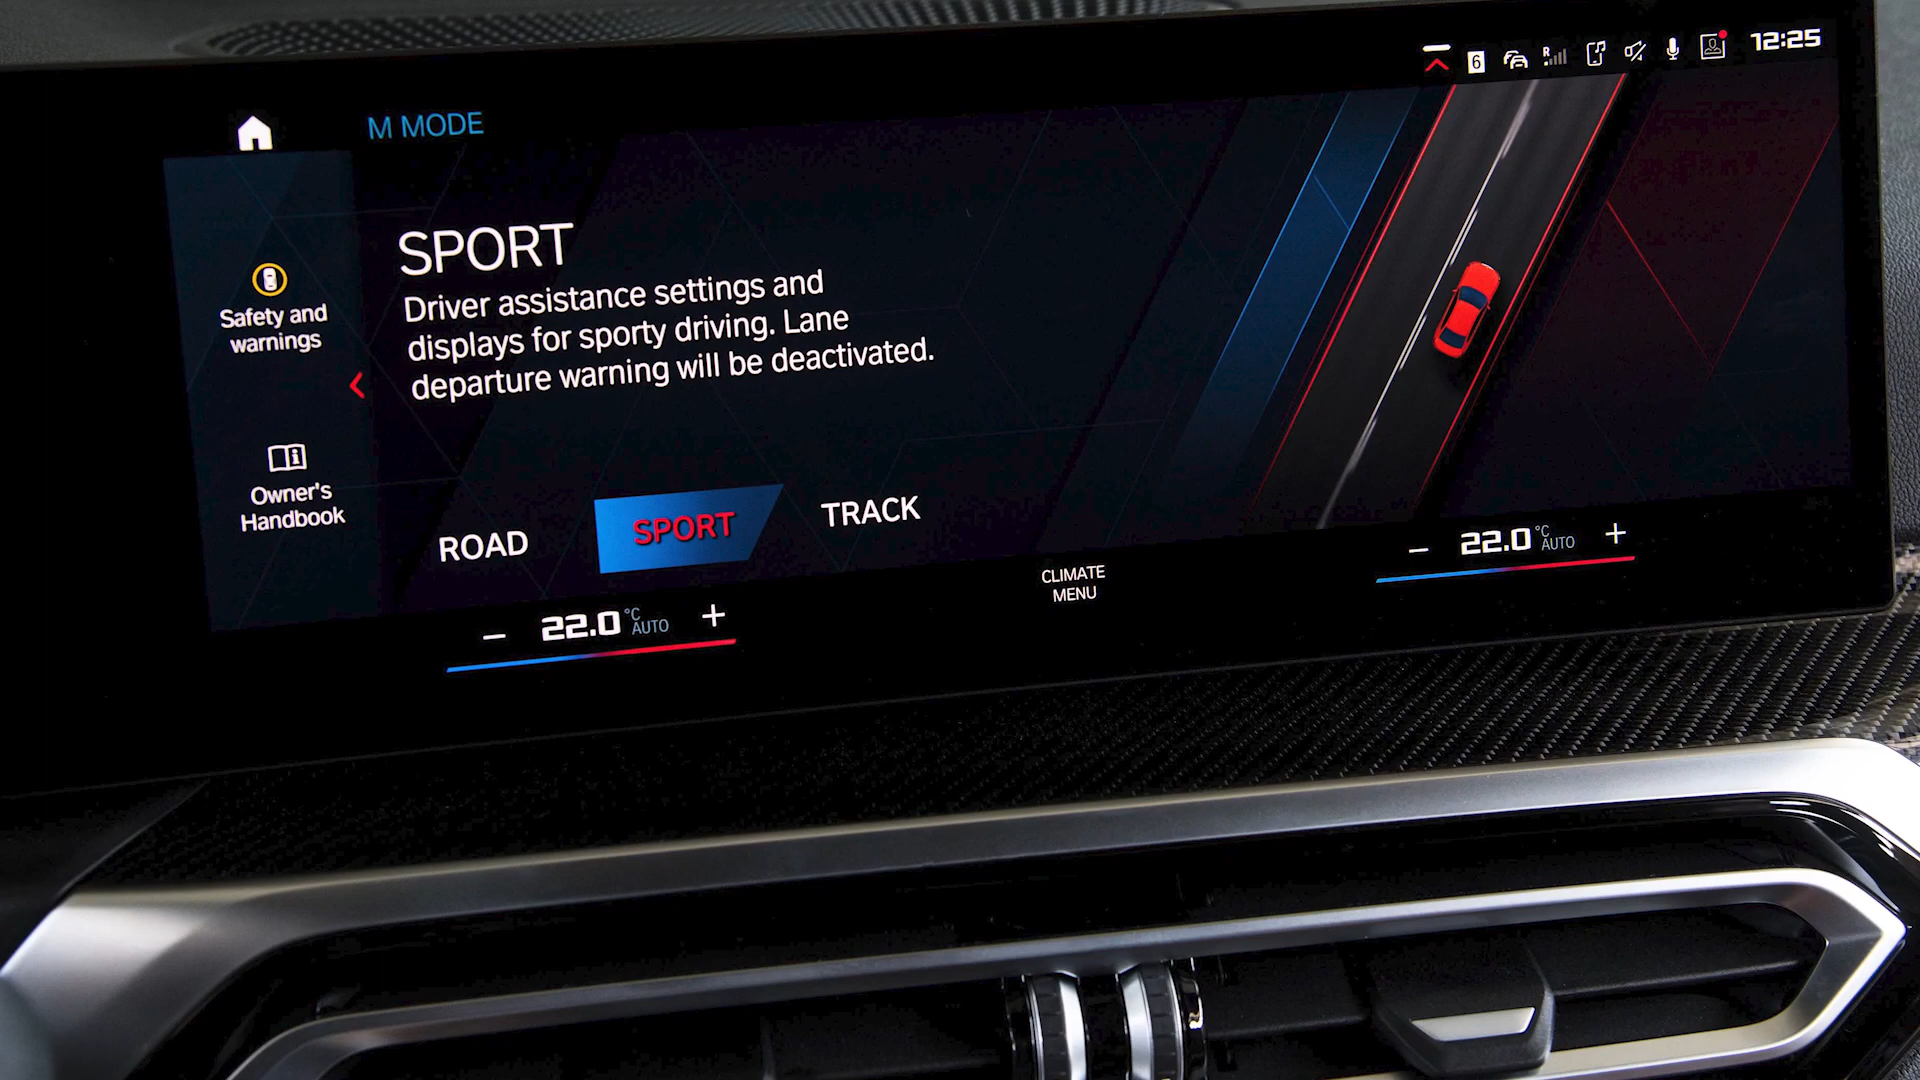 6
R
12:25
M MODE
SPORT
Driver assistance settings and
displays for sporty driving. Lane
departure warning will be deactivated.
Safety and
warnings
Owner's
Handbook
ROAD
SPORT
TRACK
22.0 °C AUTO
CLIMATE
MENU
22.0 °C AUTO